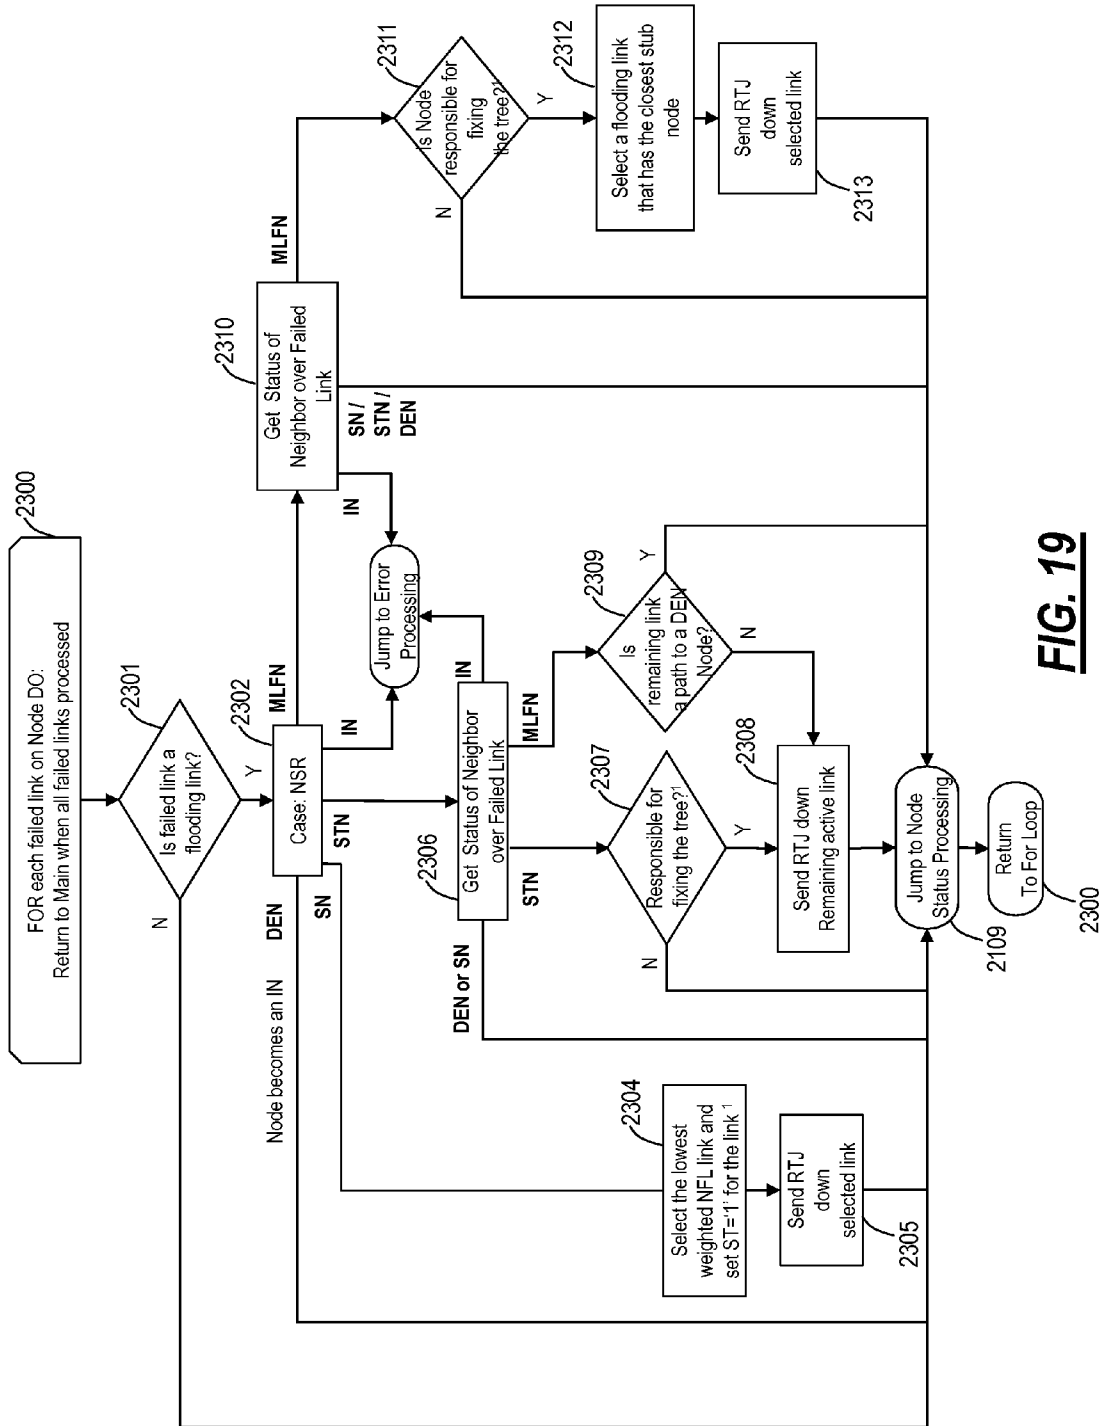 2300
FOR each failed link on Node DO:
Return to Main when all failed links processed
2301
Is failed link a
flooding link?
N
Y
2302
Case: NSR
DEN
SN
STN
IN
MLFN
Node becomes an IN
2310
Get Status of
Neighbor over Failed
Link
IN
SN /
STN /
DEN
MLFN
2311
Is Node
responsible for
fixing
the tree?1
N
Y
2312
Select a flooding link
that has the closest stub
node
Send RTJ
down
selected link
2313
Jump to Error
Processing
2306
Get Status of Neighbor
over Failed Link
DEN or SN
STN
MLFN
IN
2307
Responsible for
fixing the tree?1
N
Y
2309
Is
remaining link
a path to a DEN
Node?
Y
N
2308
Send RTJ down
Remaining active link
2304
Select the lowest
weighted NFL link and
set ST='1' for the link 1
Send RTJ
down
selected link
2305
Jump to Node
Status Processing
2109
Return
To For Loop
2300
FIG. 19